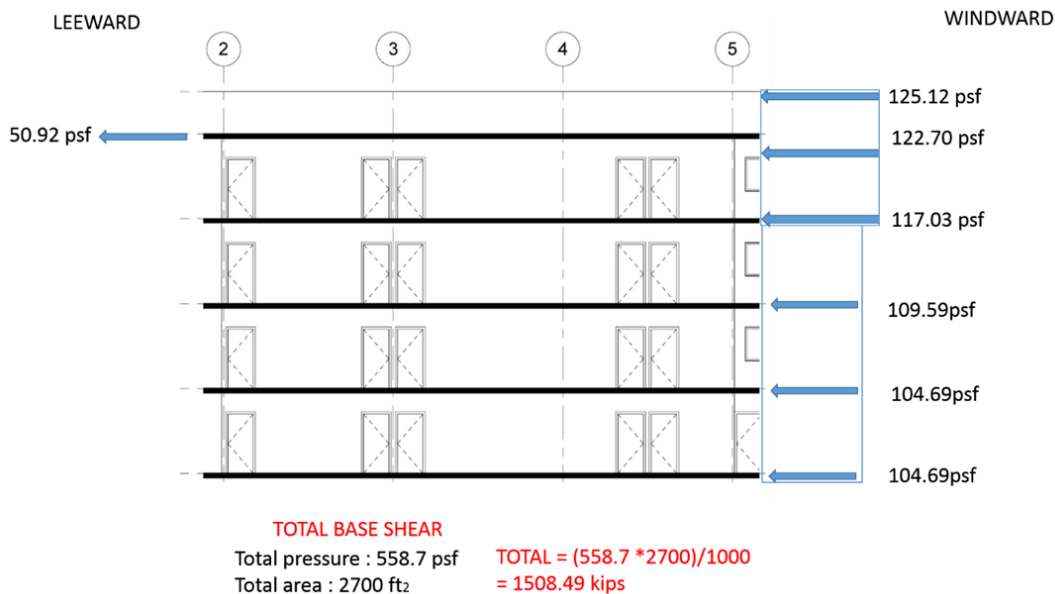 LEEWARD
WINDWARD
2 3 4 5
125.12 psf
50.92 psf
122.70 psf
117.03 psf
109.59psf
104.69psf
104.69psf
TOTAL BASE SHEAR
Total pressure : 558.7 psf
TOTAL = (558.7 *2700)/1000
Total area : 2700 ft₂
= 1508.49 kips